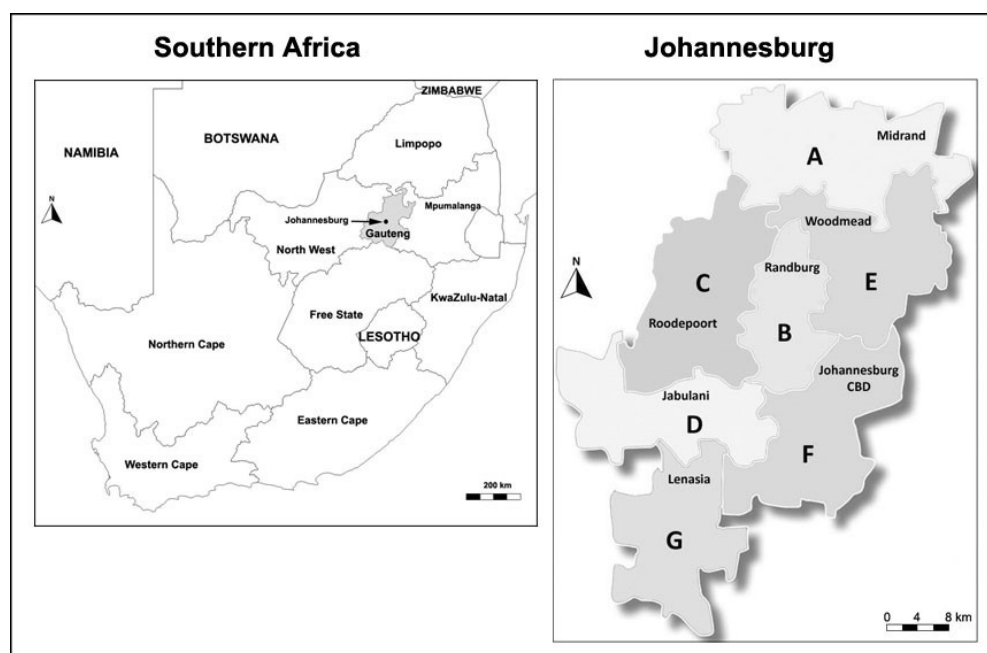 Southern Africa
ZIMBABWE
BOTSWANA
Limpopo
NAMIBIA
N
Mpumalanga
Johannesburg
Gauteng
North West
KwaZulu-Natal
Free State
LESOTHO
Northern Cape
Eastern Cape
Western Cape
200 km
Johannesburg
Midrand
A
Woodmead
N
Randburg
C
E
Roodepoort
B
Johannesburg
CBD
Jabulani
D
F
Lenasia
G
0 4 8 km